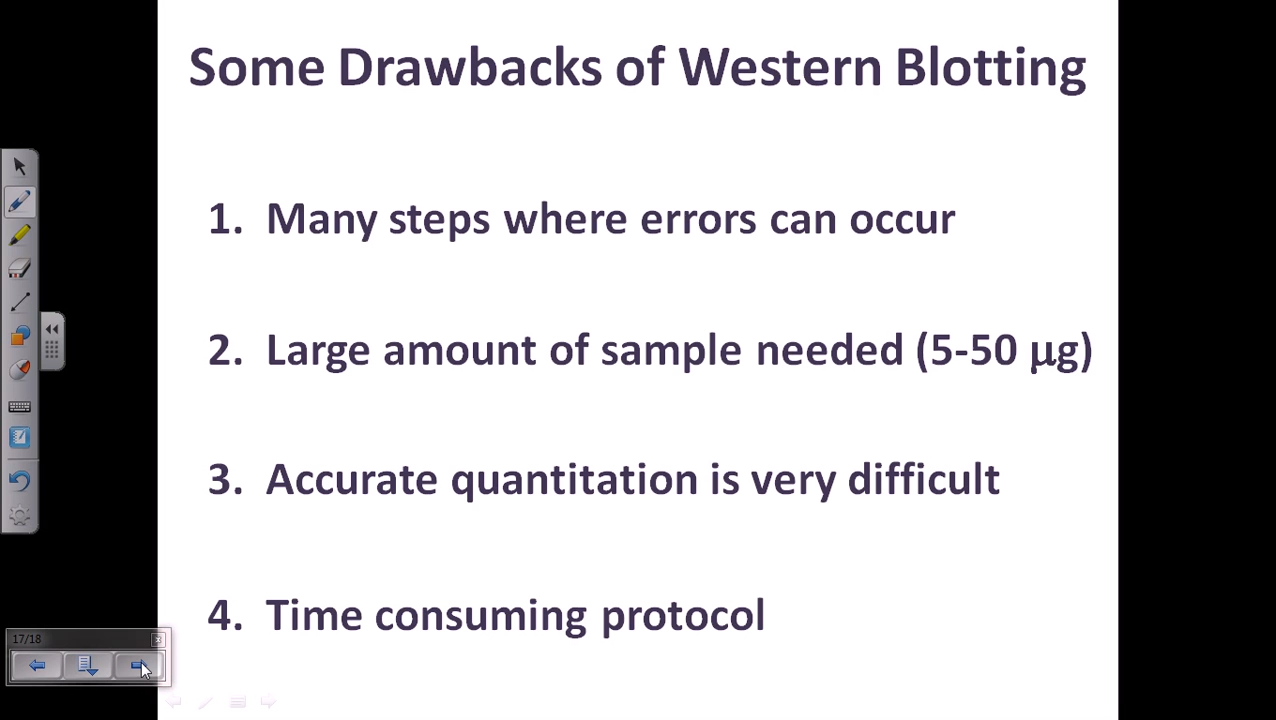 Some Drawbacks of Western Blotting
1. Many steps where errors can occur
2. Large amount of sample needed (5-50 µg)
3. Accurate quantitation is very difficult
4. Time consuming protocol
17/18